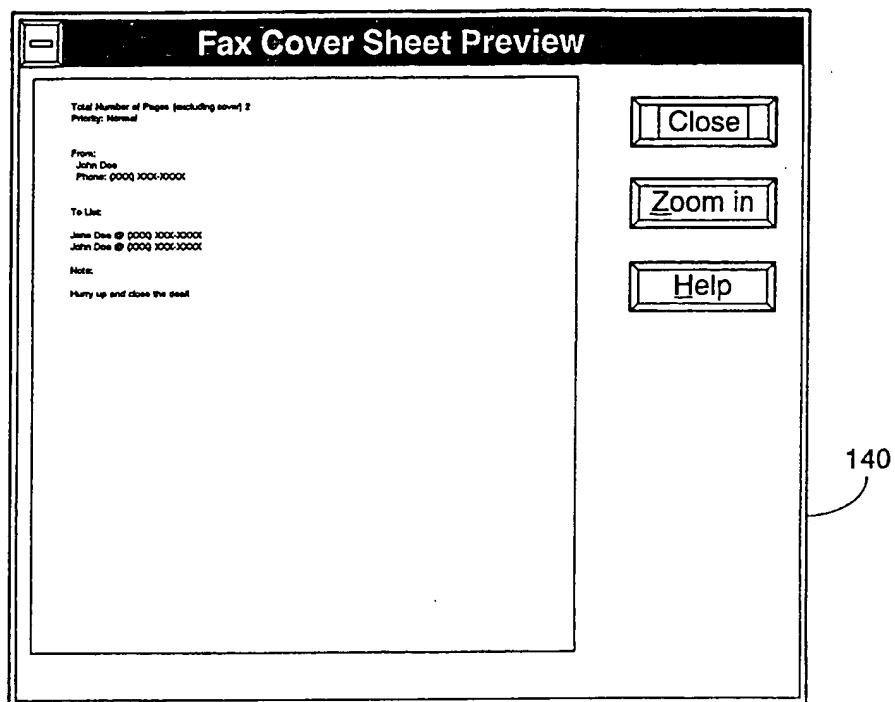 Fax Cover Sheet Preview
Total Number of Pages (excluding cover) 2
Priority: Normal
From:
John Doe
Phone: (XXX) XXX-XXXX
To List:
Jane Doe @ (XXX) XXX-XXXX
John Doe @ (XXX) XXX-XXXX
Note:
Hurry up and close the deal!
Close
Zoom in
Help
140